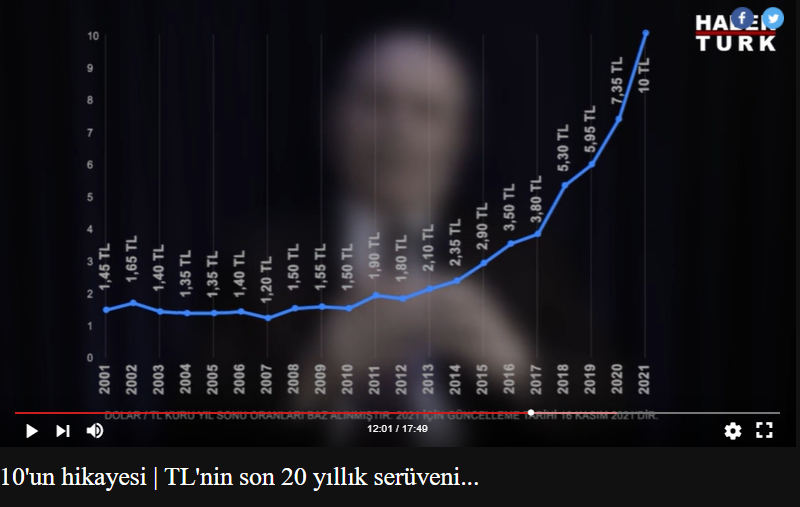 HABER
TURK
10
9
8
7
6
5
4
3
2
1
0
1,45 TL
1,65 TL
1,40 TL
1,35 TL
1,35 TL
1,40 TL
1,20 TL
1,50 TL
1,55 TL
1,50 TL
1,90 TL
1,80 TL
2,10 TL
2,35 TL
2,90 TL
3,50 TL
3,80 TL
5,30 TL
5,95 TL
7,35 TL
10 TL
2001 2002 2003 2004 2005 2006 2007 2008 2009 2010 2011 2012 2013 2014 2015 2016 2017 2018 2019 2020 2021
DOLAR / TL KURU YIL SONU ORANLARI BAZ ALINMIŞTIR. 2021 İÇİN GÜNCELLEME TARİHİ 16 KASIM 2021'DİR.
12:01 / 17:49
10'un hikayesi | TL'nin son 20 yıllık serüveni...